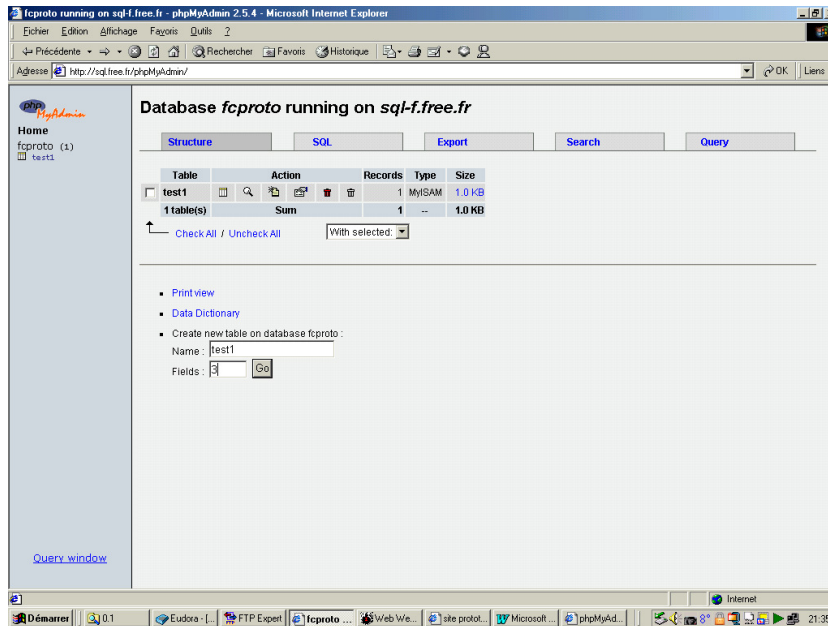 fcproto running on sql-f.free.fr - phpMyAdmin 2.5.4 - Microsoft Internet Explorer
Fichier Edition Affichage Favoris Outils ?
Précédente Rechercher Favoris Historique
Adresse http://sql.free.fr/phpMyAdmin/ OK Liens
php
MyAdmin
Home
fcproto (1)
test1
Database fcproto running on sql-f.free.fr
Structure SQL Export Search Query
Table Action Records Type Size
test1 1 MyISAM 1.0 KB
1 table(s) Sum 1 -- 1.0 KB
Check All / Uncheck All With selected:
Print view
Data Dictionary
Create new table on database fcproto :
Name : test1
Fields : 3 Go
Query window
Internet
Démarrer 0.1 Eudora - [... FTP Expert fcproto ... Web We... site protot... Microsoft ... phpMyAd... 8° 21:35